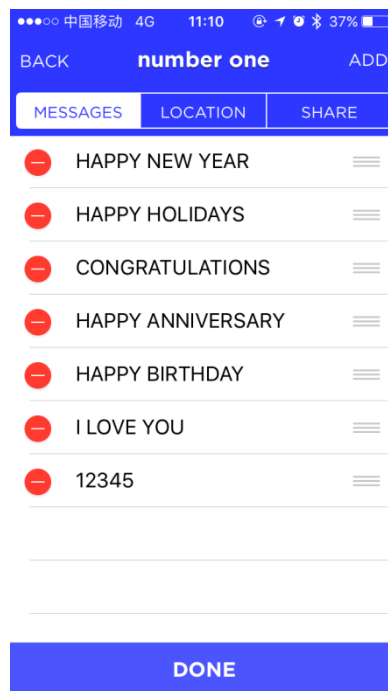 中国移动 4G 11:10 37%
BACK number one ADD
MESSAGES LOCATION SHARE
HAPPY NEW YEAR
HAPPY HOLIDAYS
CONGRATULATIONS
HAPPY ANNIVERSARY
HAPPY BIRTHDAY
I LOVE YOU
12345
DONE